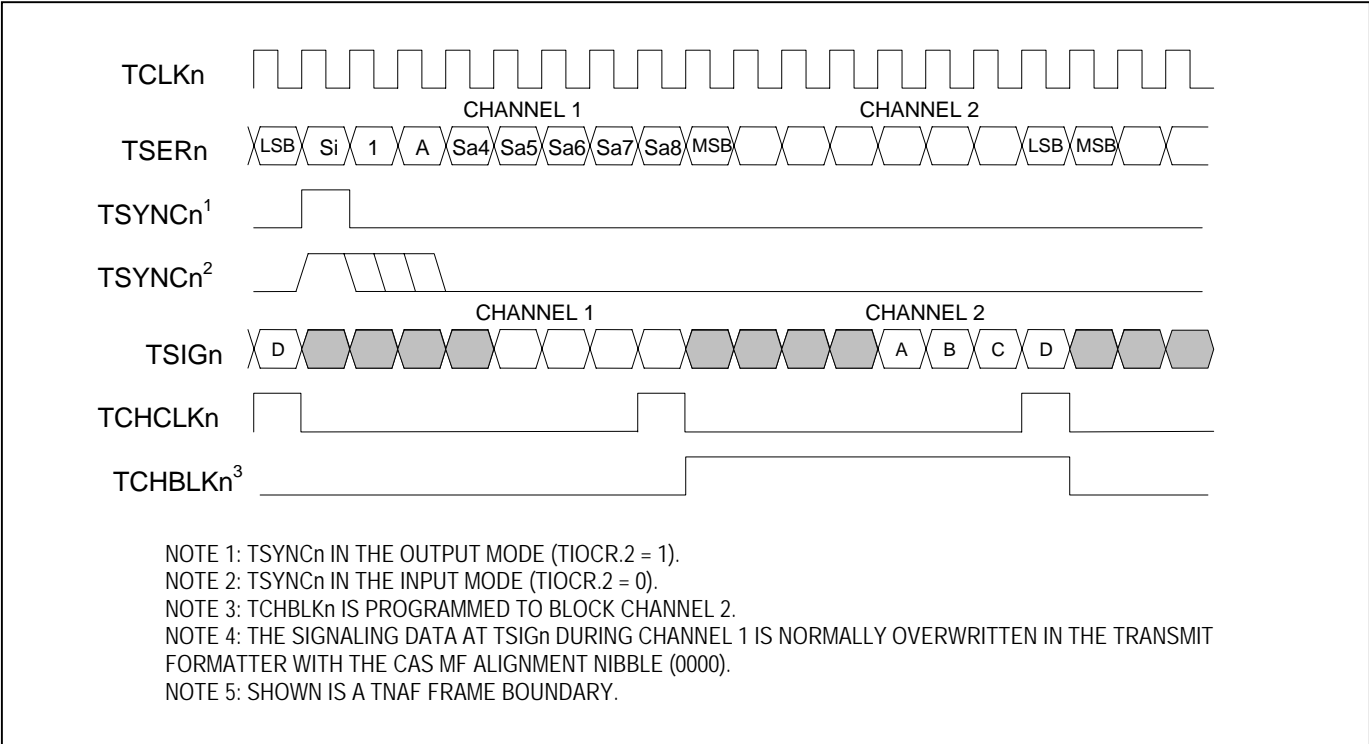 TCLKn
CHANNEL 1 CHANNEL 2
TSERn LSB Si 1 A Sa4 Sa5 Sa6 Sa7 Sa8 MSB LSB MSB
TSYNCn1
TSYNCn2
CHANNEL 1 CHANNEL 2
TSIGn D A B C D
TCHCLKn
TCHBLKn3
NOTE 1: TSYNCn IN THE OUTPUT MODE (TIOCR.2 = 1).
NOTE 2: TSYNCn IN THE INPUT MODE (TIOCR.2 = 0).
NOTE 3: TCHBLKn IS PROGRAMMED TO BLOCK CHANNEL 2.
NOTE 4: THE SIGNALING DATA AT TSIGn DURING CHANNEL 1 IS NORMALLY OVERWRITTEN IN THE TRANSMIT
FORMATTER WITH THE CAS MF ALIGNMENT NIBBLE (0000).
NOTE 5: SHOWN IS A TNAF FRAME BOUNDARY.